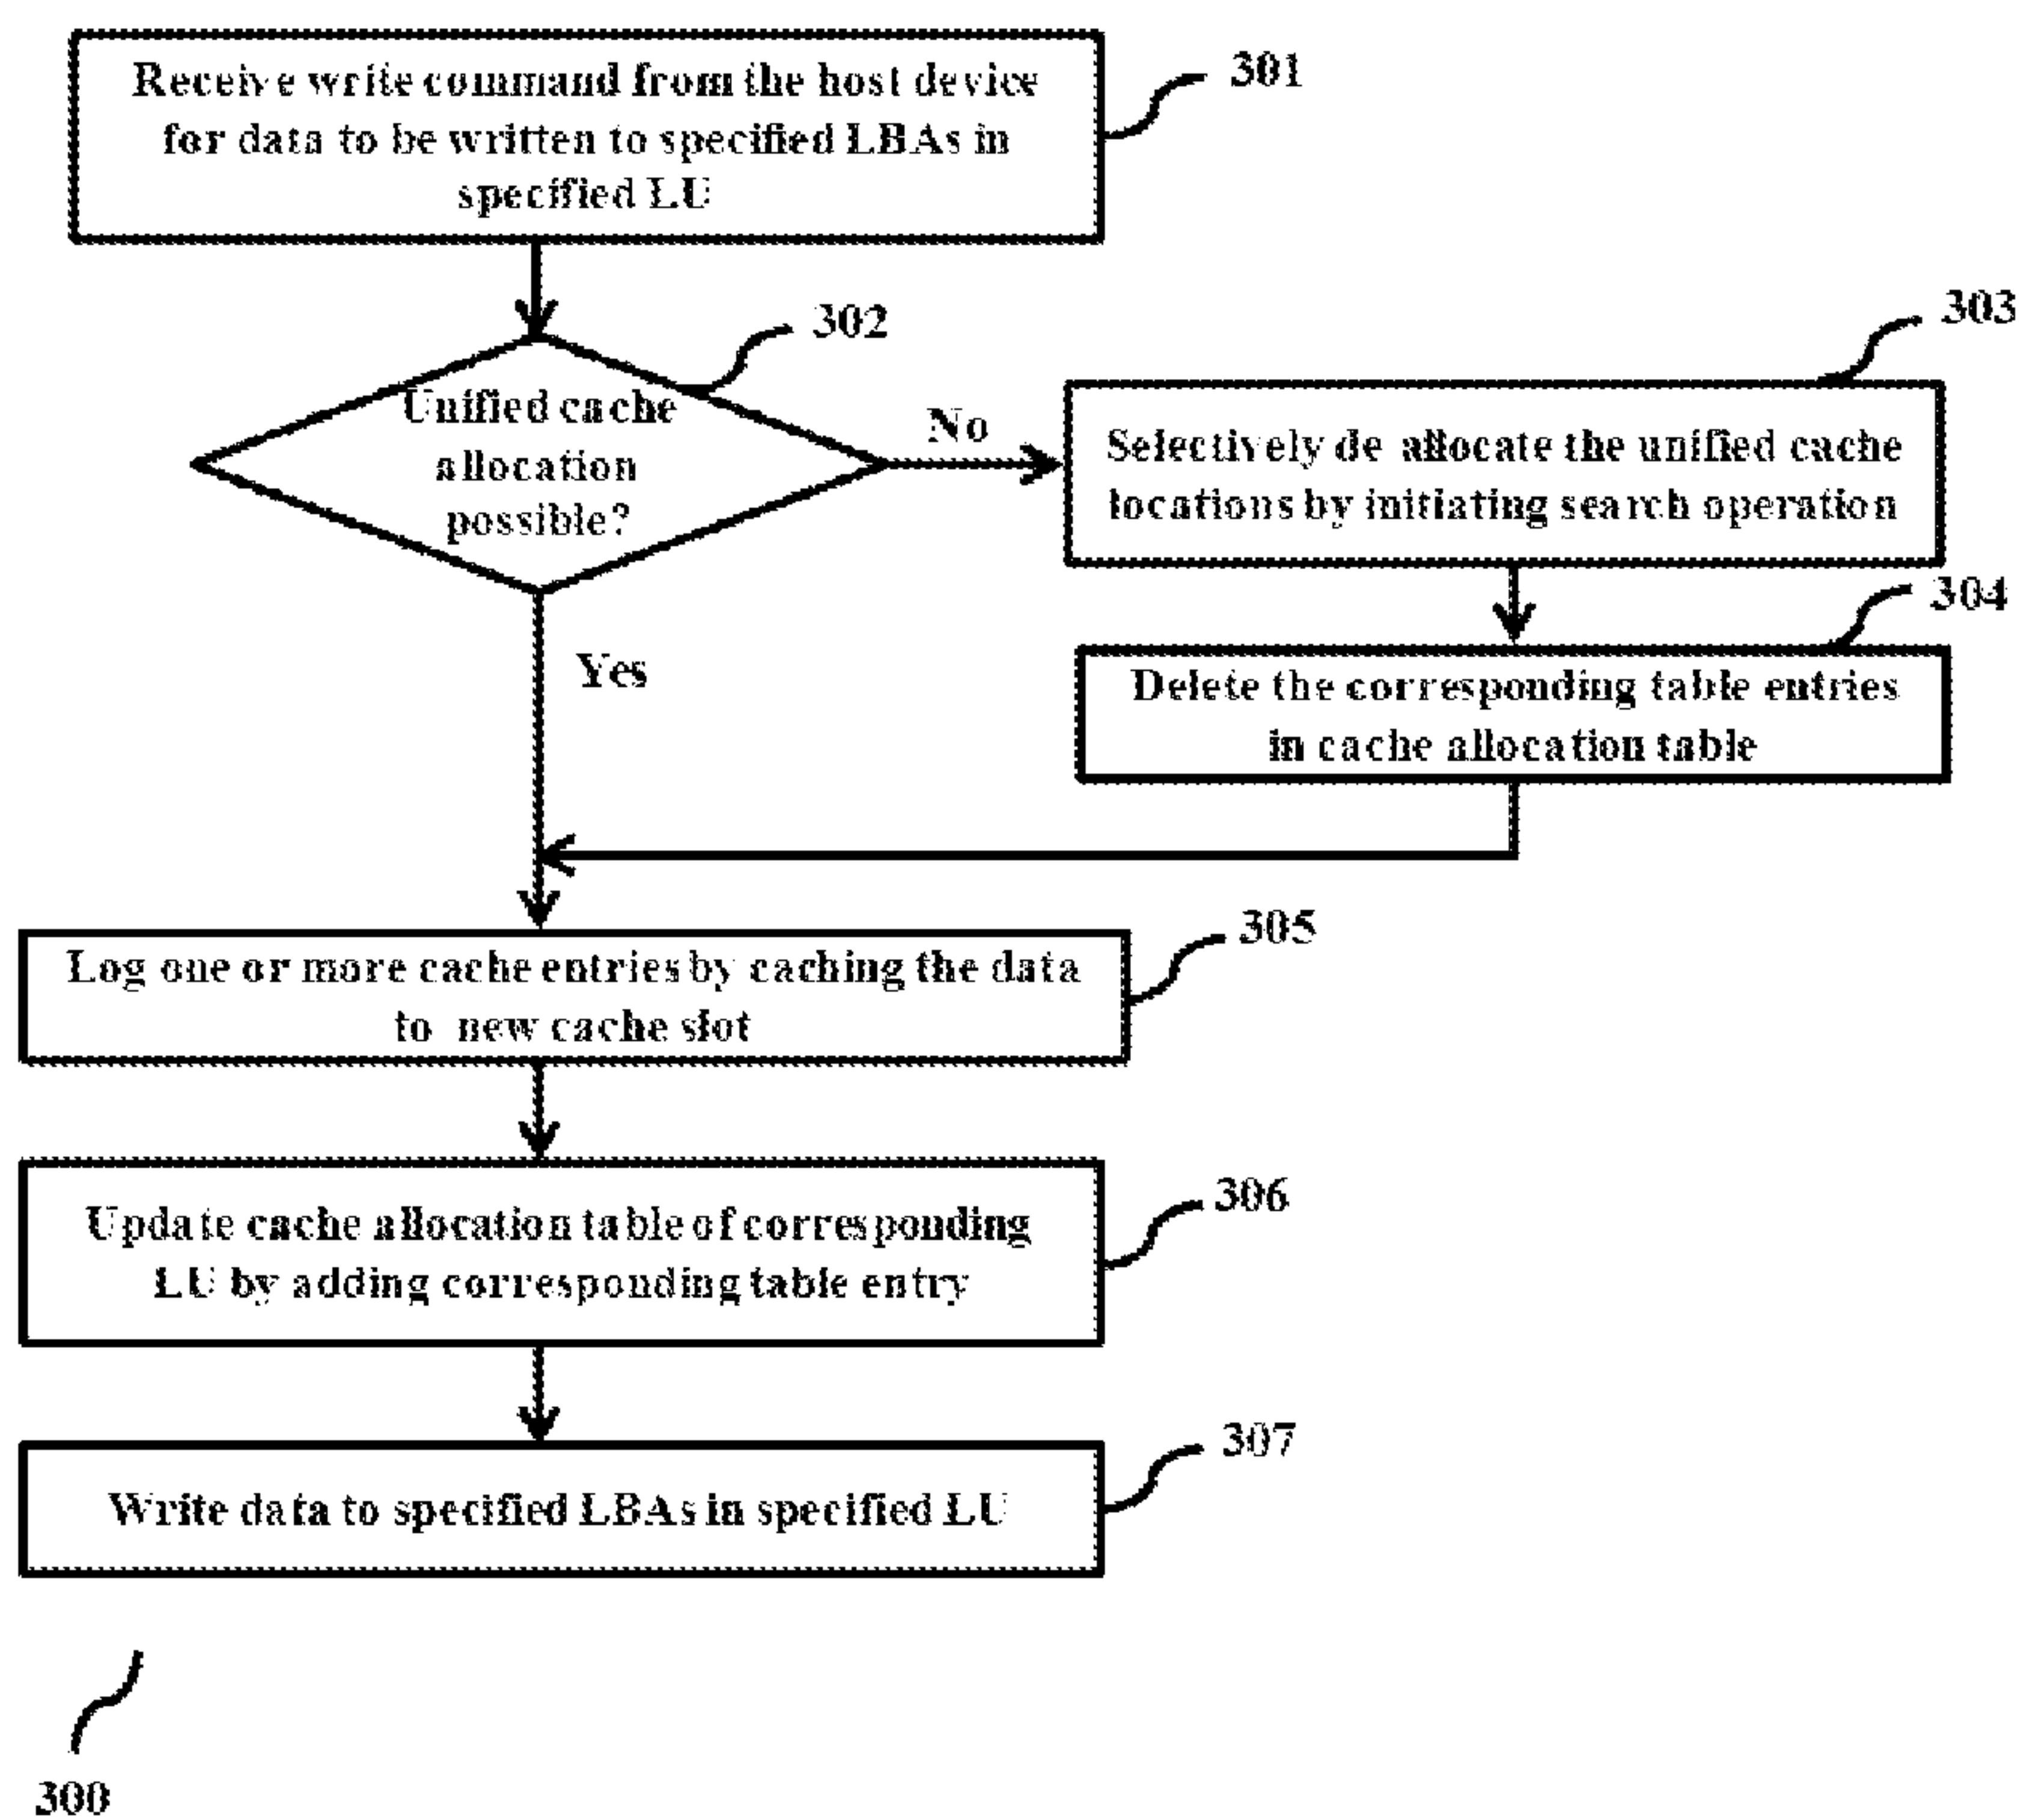 Receive write command from the host device
for data to be written to specified LBAs in
specified LU
301
302
Unified cache
allocation
possible?
No
303
Selectively de allocate the unified cache
locations by initiating search operation
304
Delete the corresponding table entries
in cache allocation table
Yes
305
Log one or more cache entries by caching the data
to new cache slot
306
Update cache allocation table of corresponding
LU by adding corresponding table entry
307
Write data to specified LBAs in specified LU
300